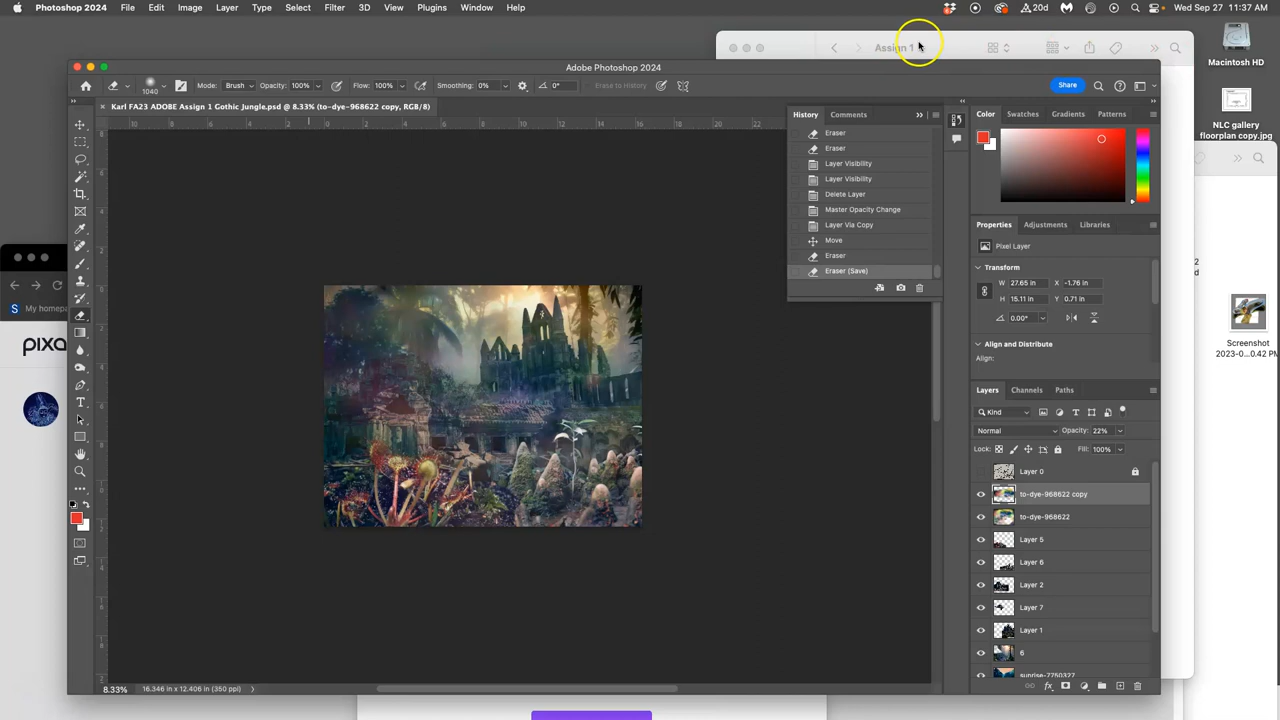 Photoshop 2024 File Edit Image Layer Type Select Filter 3D View Plugins Window Help 20d Wed Sep 27 11:37 AM
Assign 1
Macintosh HD
Adobe Photoshop 2024
1040 Mode: Brush Opacity: 100% Flow: 100% Smoothing: 0% 0° Erase to History Share
Karl FA23 ADOBE Assign 1 Gothic Jungle.psd @ 8.33% (to-dye-968622 copy, RGB/8)
NLC gallery
floorplan copy.png
History Comments
Eraser
Eraser
Layer Visibility
Layer Visibility
Delete Layer
Master Opacity Change
Layer Via Copy
Move
Eraser
Eraser (Save)
Color Swatches Gradients Patterns
Properties Adjustments Libraries
Pixel Layer
Transform
W 27.65 in X -1.76 in
H 15.11 in Y 0.71 in
0.00°
Align and Distribute
Align:
Layers Channels Paths
Kind
Normal Opacity: 22%
Lock: Fill: 100%
Layer 0
to-dye-968622 copy
to-dye-968622
Layer 5
Layer 6
Layer 2
Layer 7
Layer 1
6
sunrise-7750327
S My homepa
pixa
Screenshot
2023-0...0.42 PM
8.33% 16.346 in x 12.406 in (350 ppi)